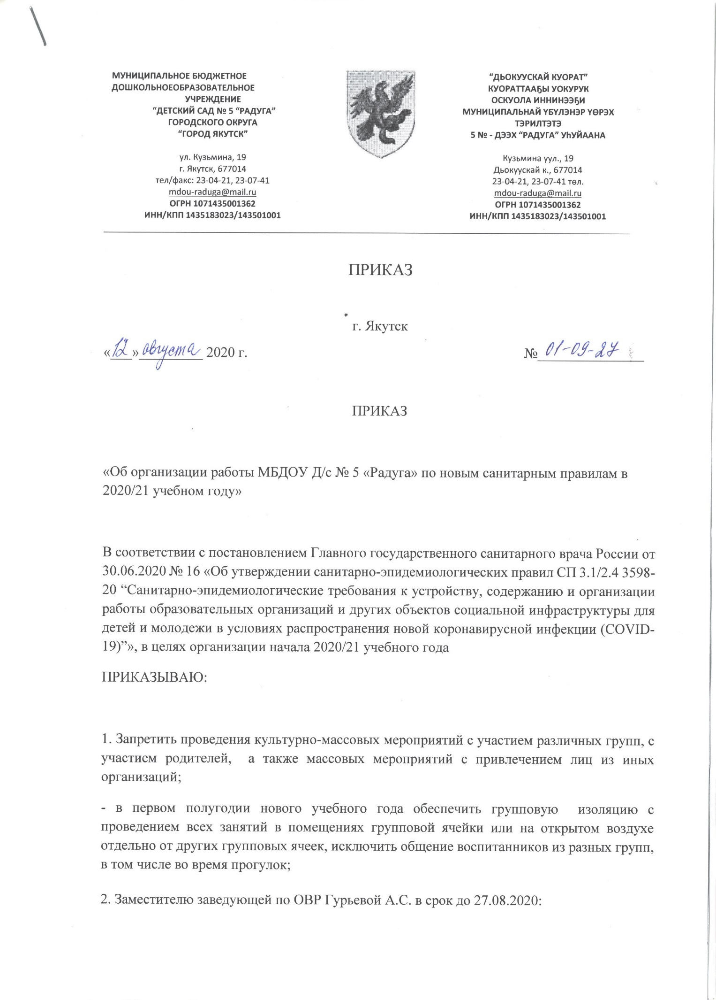 МУНИЦИПАЛЬНОЕ БЮДЖЕТНОЕ
ДОШКОЛЬНОЕОБРАЗОВАТЕЛЬНОЕ
УЧРЕЖДЕНИЕ
“ДЕТСКИЙ САД № 5 “РАДУГА”
ГОРОДСКОГО ОКРУГА
“ГОРОД ЯКУТСК”
ул. Кузьмина, 19
г. Якутск, 677014
тел/факс: 23-04-21, 23-07-41
mdou-raduga@mail.ru
ОГРН 1071435001362
ИНН/КПП 1435183023/143501001
“ДЬОКУУСКАЙ КУОРАТ”
КУОРАТТААҔЫ УОКУРУК
ОСКУОЛА ИННИНЭЭҔИ
МУНИЦИПАЛЬНАЙ ҮБҮЛЭНЭР ҮӨРЭХ
ТЭРИЛТЭТЭ
5 № - ДЭЭХ “РАДУГА” УҺУЙААНА
Кузьмина уул., 19
Дьокуускай к., 677014
23-04-21, 23-07-41 төл.
mdou-raduga@mail.ru
ОГРН 1071435001362
ИНН/КПП 1435183023/143501001
ПРИКАЗ
г. Якутск
«12» августа 2020 г. № 01-09-27
ПРИКАЗ
«Об организации работы МБДОУ Д/с № 5 «Радуга» по новым санитарным правилам в
2020/21 учебном году»
В соответствии с постановлением Главного государственного санитарного врача России от
30.06.2020 № 16 «Об утверждении санитарно-эпидемиологических правил СП 3.1/2.4 3598-
20 “Санитарно-эпидемиологические требования к устройству, содержанию и организации
работы образовательных организаций и других объектов социальной инфраструктуры для
детей и молодежи в условиях распространения новой коронавирусной инфекции (COVID-
19)”», в целях организации начала 2020/21 учебного года
ПРИКАЗЫВАЮ:
1. Запретить проведения культурно-массовых мероприятий с участием различных групп, с
участием родителей, а также массовых мероприятий с привлечением лиц из иных
организаций;
- в первом полугодии нового учебного года обеспечить групповую изоляцию с
проведением всех занятий в помещениях групповой ячейки или на открытом воздухе
отдельно от других групповых ячеек, исключить общение воспитанников из разных групп,
в том числе во время прогулок;
2. Заместителю заведующей по ОВР Гурьевой А.С. в срок до 27.08.2020: